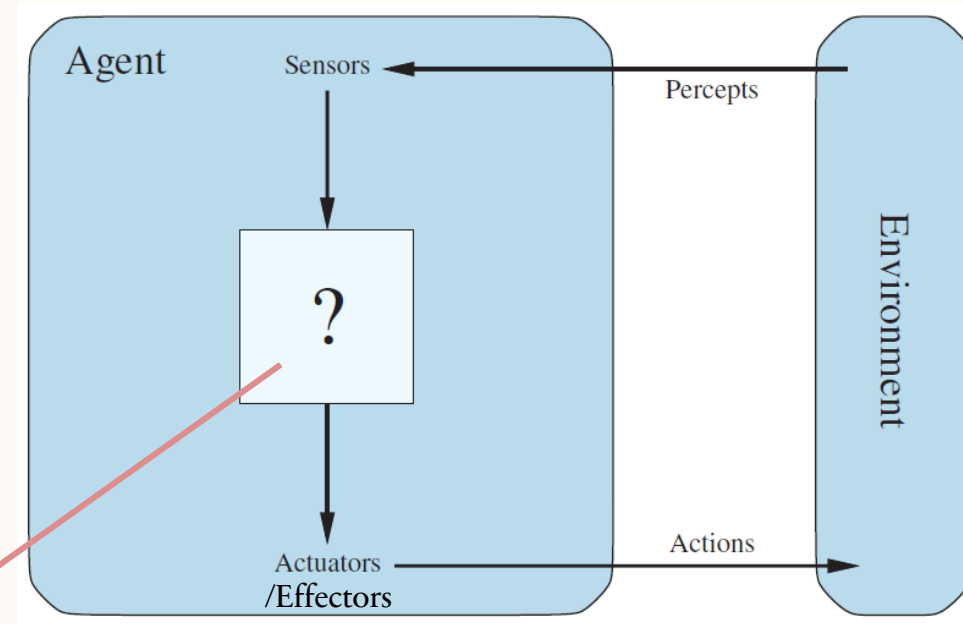 Agent
Sensors
Percepts
?
Environment
Actuators
/Effectors
Actions